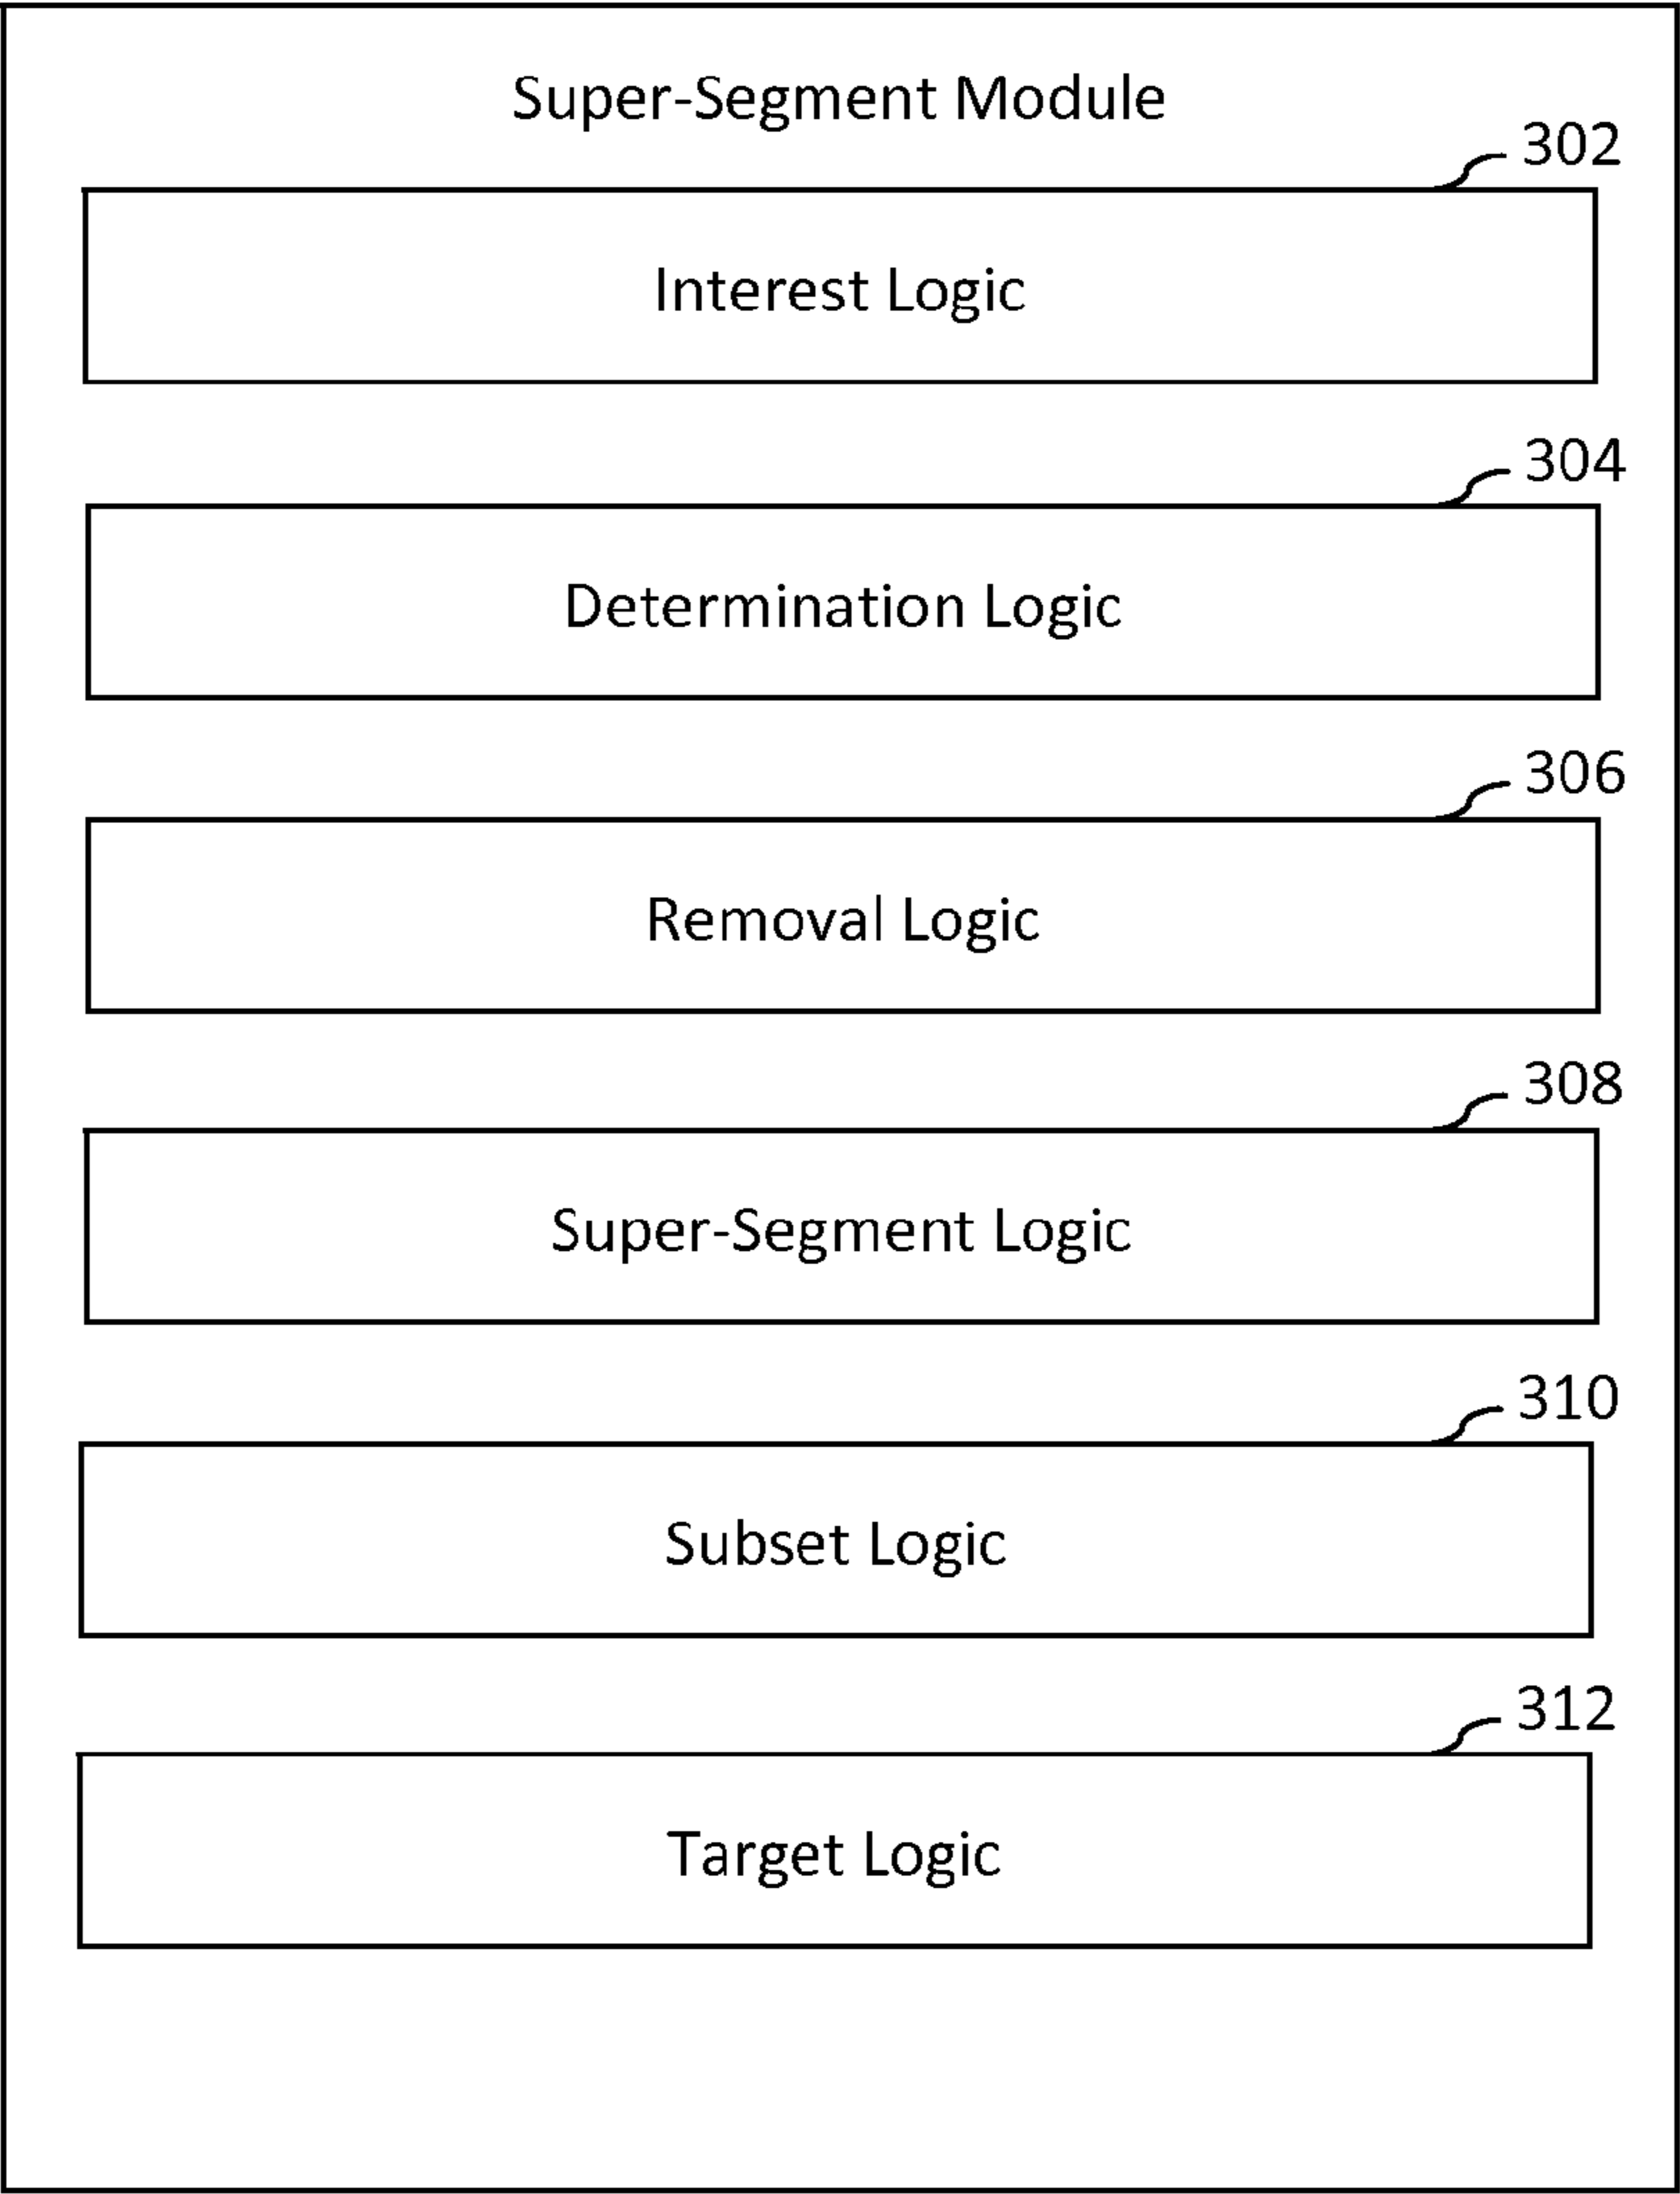 Super-Segment Module
302
Interest Logic
304
Determination Logic
306
Removal Logic
308
Super-Segment Logic
310
Subset Logic
312
Target Logic